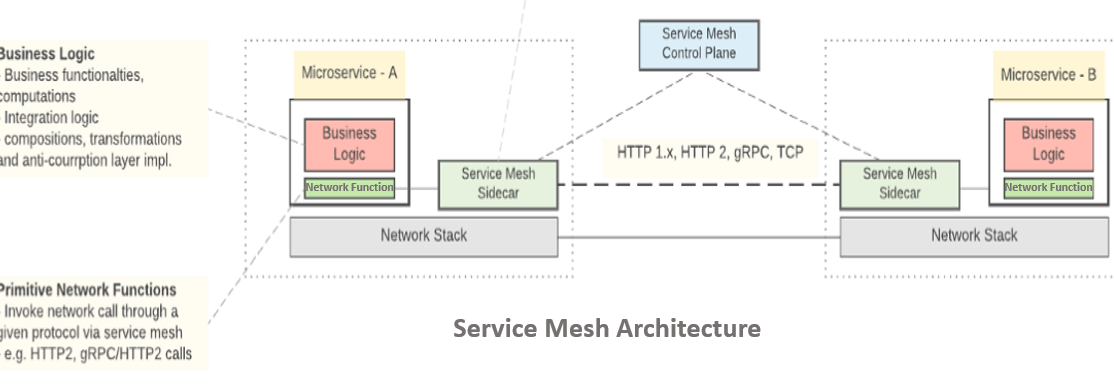 Business Logic
- Business functionalties,
computations
- Integration logic
- compositions, transformations
and anti-courrption layer impl.
Primitive Network Functions
- Invoke network call through a
given protocol via service mesh
- e.g. HTTP2, gRPC/HTTP2 calls
Microservice - A
Business
Logic
Network Function
Service Mesh
Sidecar
Network Stack
Service Mesh
Control Plane
HTTP 1.x, HTTP 2, gRPC, TCP
Microservice - B
Service Mesh
Sidecar
Business
Logic
Network Function
Network Stack
Service Mesh Architecture